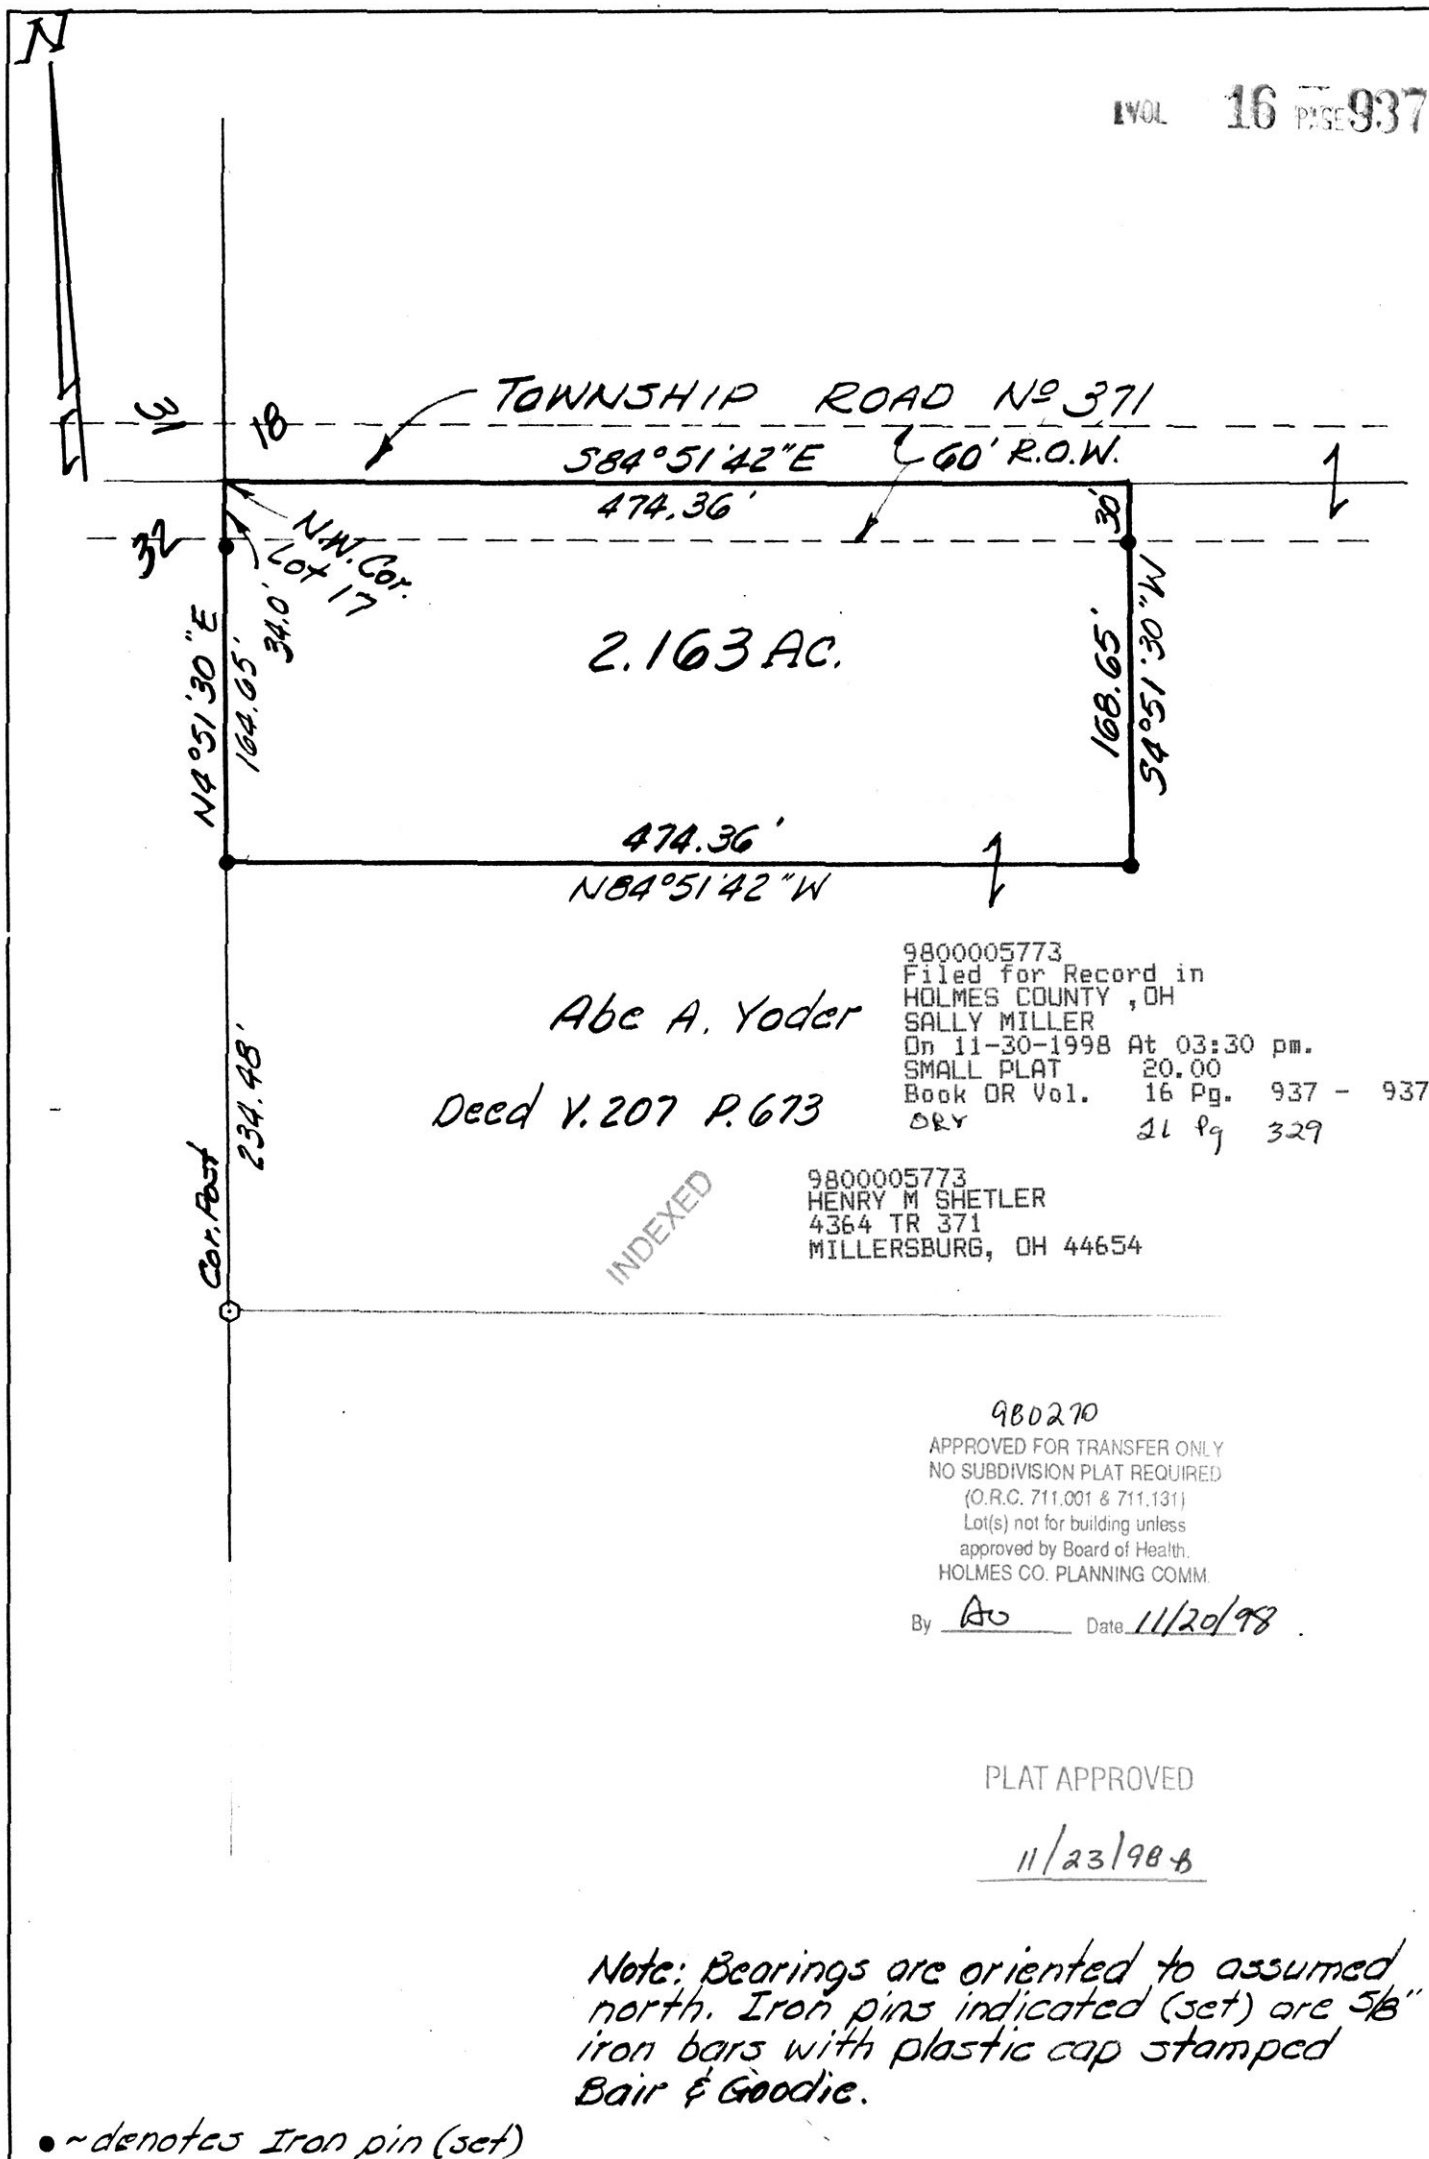 N
VOL 16 PAGE 937
TOWNSHIP ROAD Nº 371
31
18
S84°51'42"E
60' R.O.W.
474.36'
30'
32
N.W. Cor.
Lot 17
34.0'
N4°51'30"E
164.65'
2.163 AC.
168.65'
S4°51'30"W
474.36'
N84°51'42"W
9800005773
Filed for Record in
HOLMES COUNTY ,OH
SALLY MILLER
On 11-30-1998 At 03:30 pm.
SMALL PLAT 20.00
Book OR Vol. 16 Pg. 937 - 937
Pg 329
Abe A. Yoder
Deed V.207 P.673
234.48'
Cor. Post
INDEXED
9800005773
HENRY M SHETLER
4364 TR 371
MILLERSBURG, OH 44654
980270
APPROVED FOR TRANSFER ONLY
NO SUBDIVISION PLAT REQUIRED
(O.R.C. 711.001 & 711.131)
Lot(s) not for building unless
approved by Board of Health.
HOLMES CO. PLANNING COMM.
By Date 11/20/98
PLAT APPROVED
11/23/98
Note: Bearings are oriented to assumed
north. Iron pins indicated (set) are 5/8"
iron bars with plastic cap stamped
Bair & Goodie.
● ~ denotes Iron pin (set)